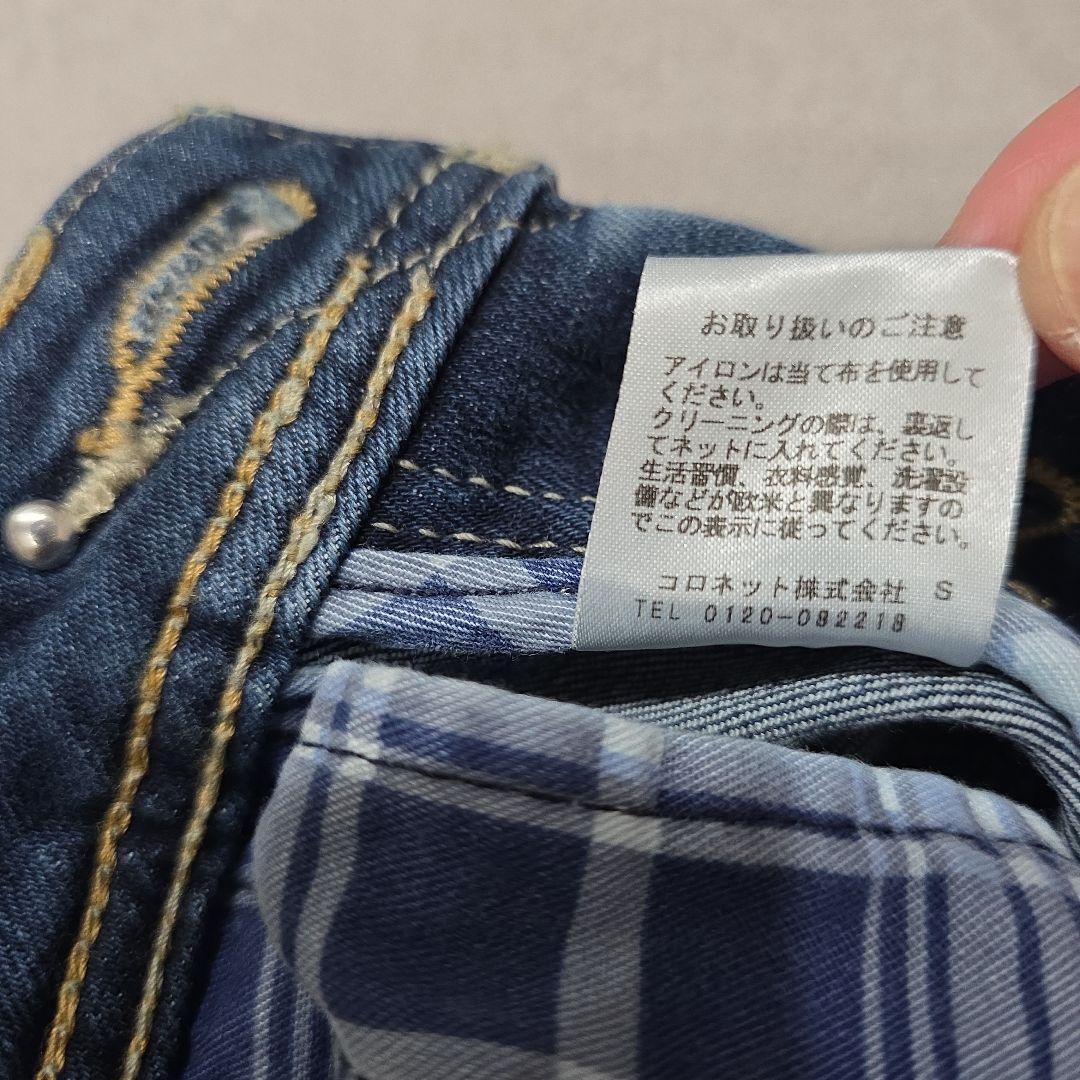 お取り扱いのご注意
アイロンは当て布を使用して
ください。
クリーニングの際は、裏返し
てネットに入れてください。
生活習慣、衣料感覚、洗濯設
備などが欧米と異なりますの
でこの表示に従ってください。
コロネット株式会社 S
TEL 0120-082218